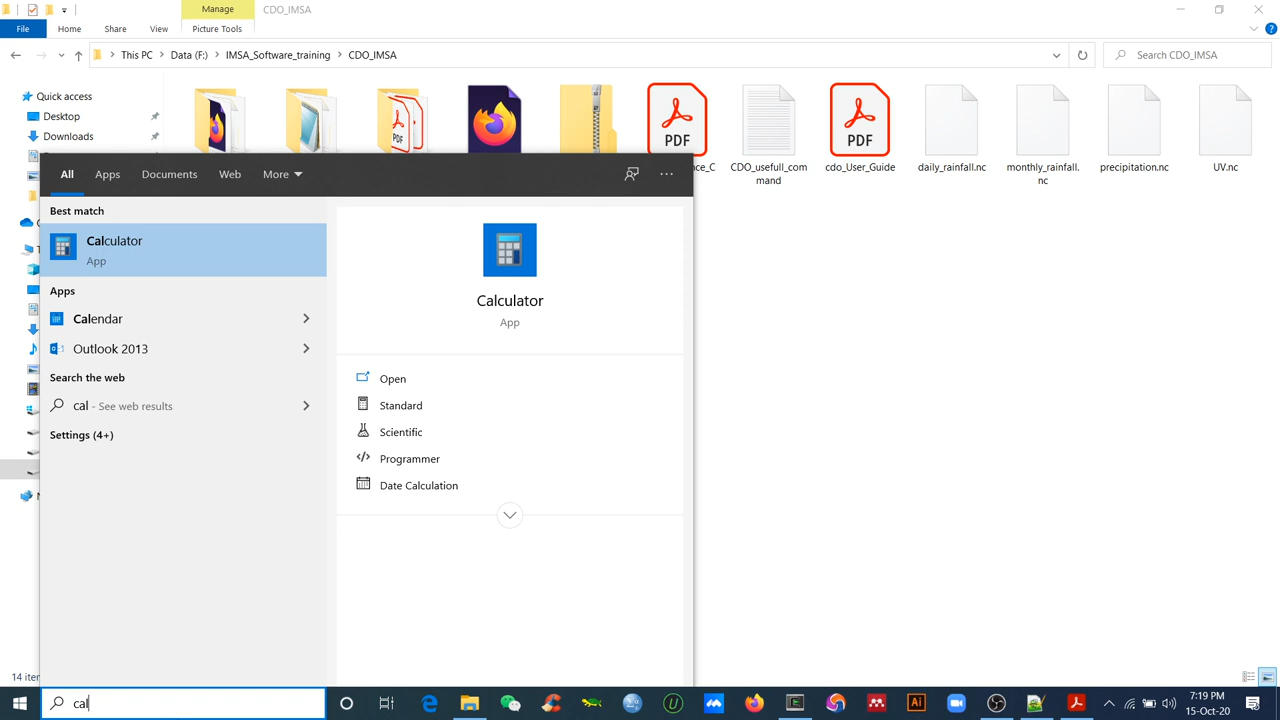 Manage
CDO_IMSA
File
Home
Share
View
Picture Tools
This PC
Data (F:)
IMSA_Software_training
CDO_IMSA
Search CDO_IMSA
Quick access
Desktop
Downloads
PDF
PDF
CDO_usefull_com
mand
cdo_User_Guide
daily_rainfall.nc
monthly_rainfall.
nc
precipitation.nc
UV.nc
All
Apps
Documents
Web
More
Best match
Calculator
App
Apps
Calendar
Outlook 2013
Search the web
cal - See web results
Settings (4+)
Calculator
App
Open
Standard
Scientific
Programmer
Date Calculation
14
cal
7:19 PM
15-Oct-20